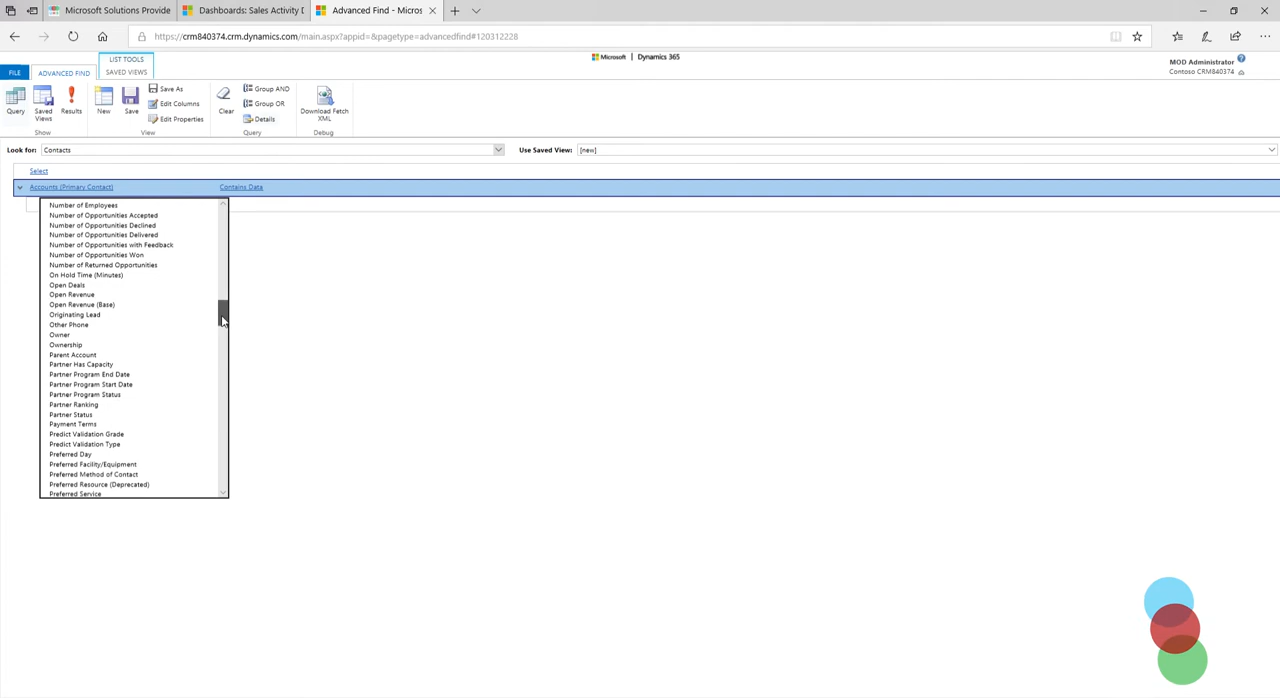 Microsoft Solutions Provide
Dashboards: Sales Activity D
Advanced Find - Micros
https://crm840374.crm.dynamics.com/main.aspx?appid=&pagetype=advancedfind#120312228
FILE
ADVANCED FIND
LIST TOOLS
SAVED VIEWS
Microsoft | Dynamics 365
MOD Administrator
Contoso CRM840374
Query
Saved Views
Results
Show
New
Save
Save As
Edit Columns
Edit Properties
View
Clear
Group AND
Group OR
Details
Query
Download Fetch XML
Debug
Look for: Contacts
Use Saved View: [new]
Select
Accounts (Primary Contact) Contains Data
Number of Employees
Number of Opportunities Accepted
Number of Opportunities Declined
Number of Opportunities Delivered
Number of Opportunities with Feedback
Number of Opportunities Won
Number of Returned Opportunities
On Hold Time (Minutes)
Open Deals
Open Revenue
Open Revenue (Base)
Originating Lead
Other Phone
Owner
Ownership
Parent Account
Partner Has Capacity
Partner Program End Date
Partner Program Start Date
Partner Program Status
Partner Ranking
Partner Status
Payment Terms
Predict Validation Grade
Predict Validation Type
Preferred Day
Preferred Facility/Equipment
Preferred Method of Contact
Preferred Resource (Deprecated)
Preferred Service